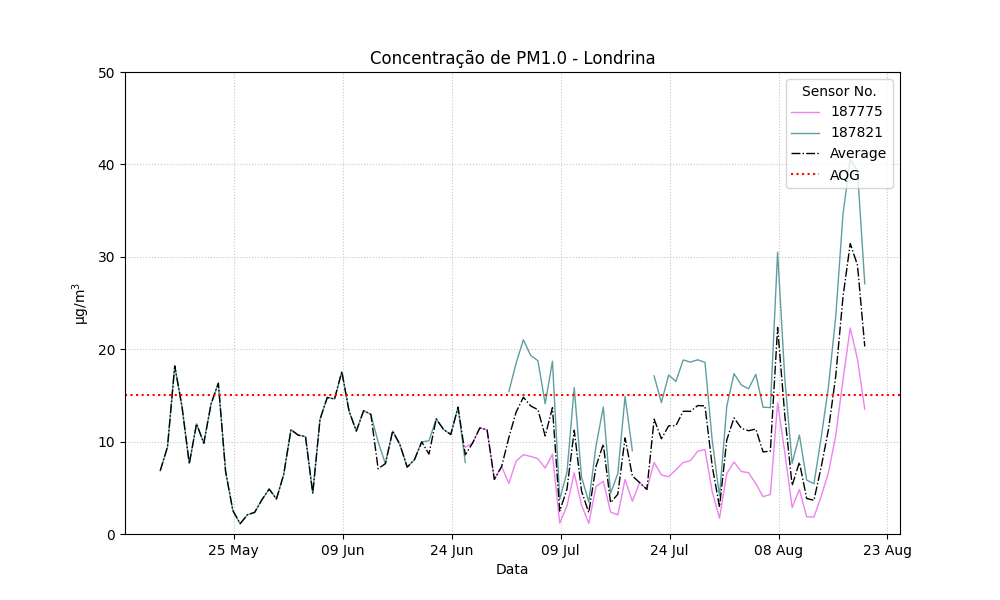 Concentração de PM1.0 - Londrina
Sensor No.
187775
187821
Average
AQG
µg/m³
50
40
30
20
10
0
25 May
09 Jun
24 Jun
09 Jul
24 Jul
08 Aug
23 Aug
Data